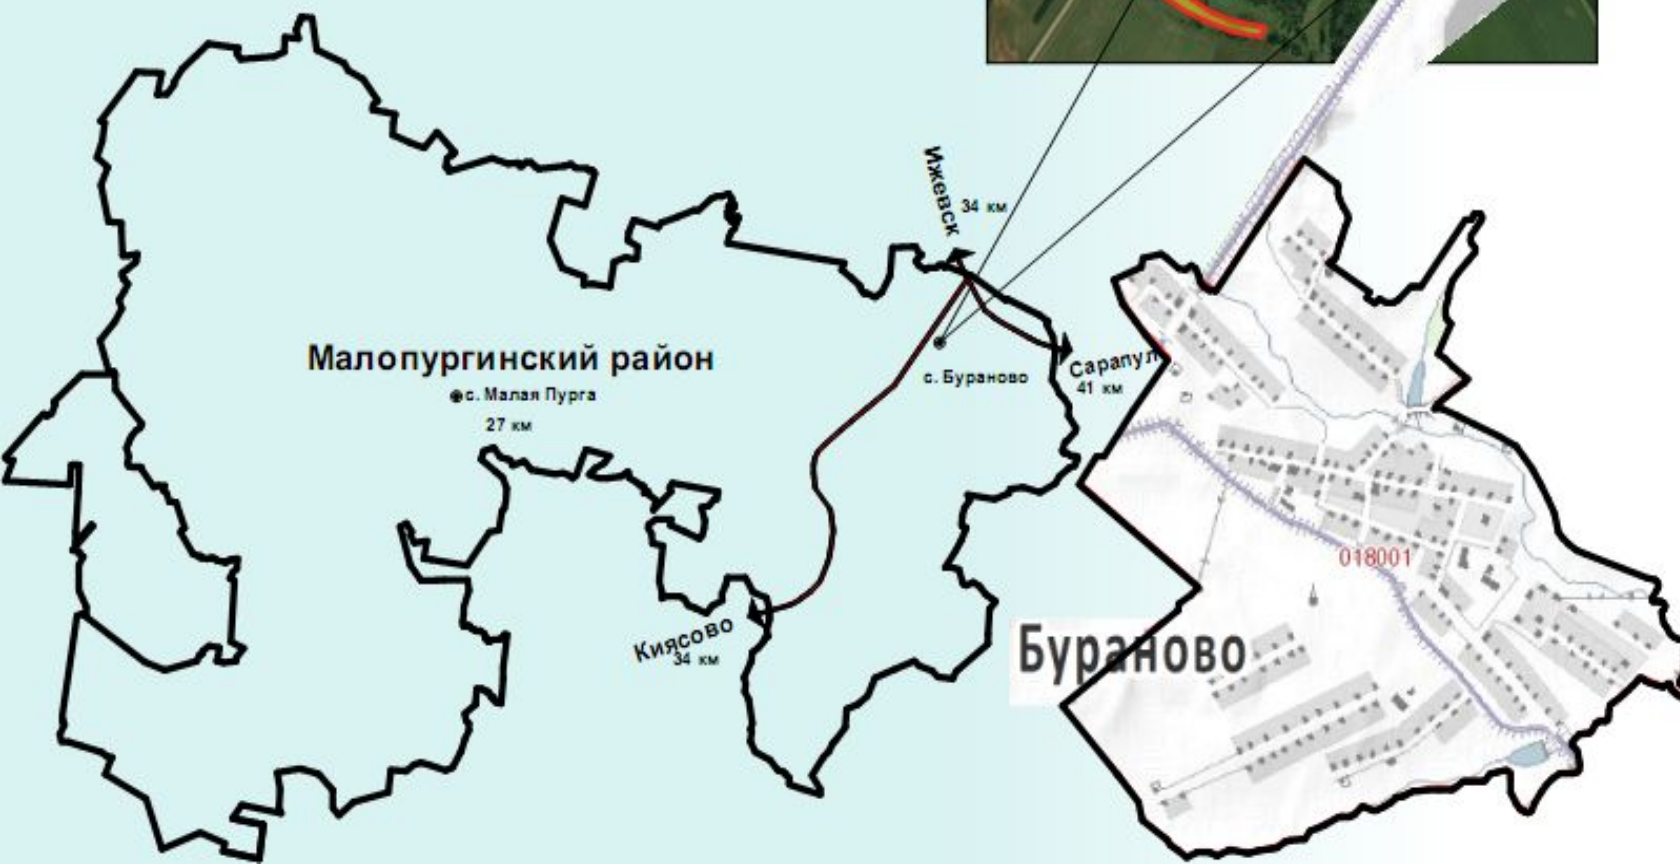 Ижевск
34 км
Малопургинский район
с. Малая Пурга
27 км
с. Бураново
Сарапул
41 км
018001
Киясово
34 км
Бураново